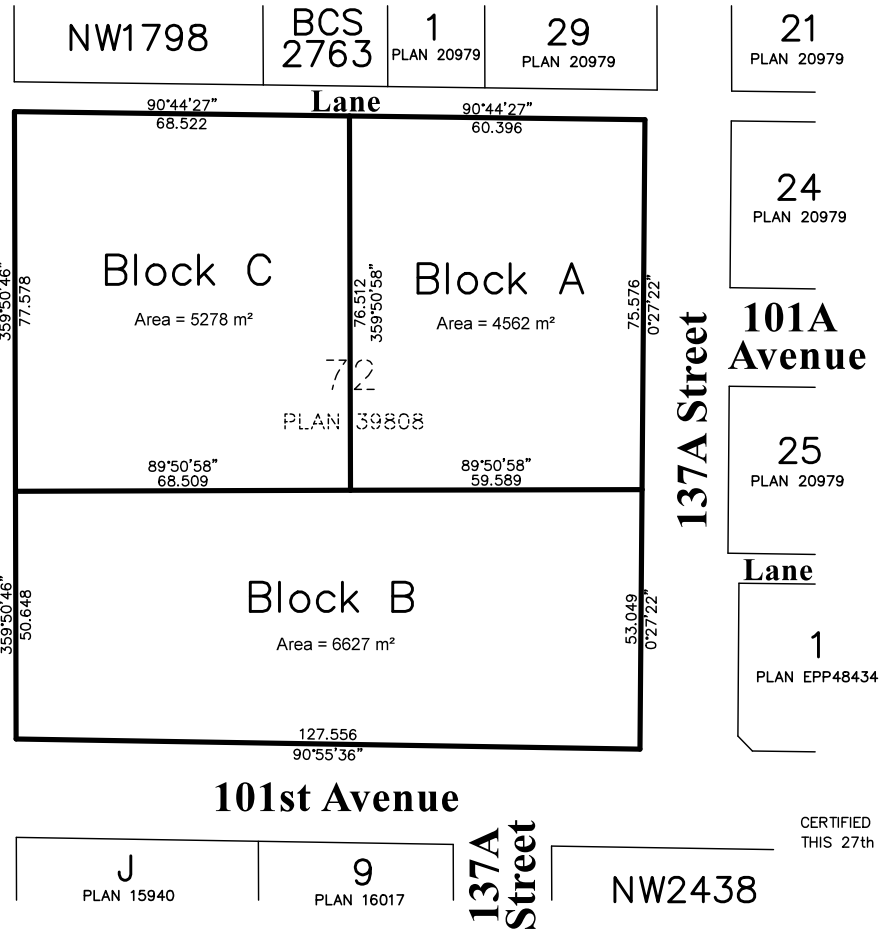 NW1798
BCS
2763
1
PLAN 20979
29
PLAN 20979
21
PLAN 20979
Lane
90°44'27"
68.522
90°44'27"
60.396
24
PLAN 20979
Block C
Area = 5278 m²
Block A
Area = 4562 m²
359°50'46"
77.578
76.512
359°50'58"
75.576
0°27'22"
137A Street
101A
Avenue
72
PLAN 39808
25
PLAN 20979
89°50'58"
68.509
89°50'58"
59.589
Lane
Block B
Area = 6627 m²
359°50'46"
50.648
53.049
0°27'22"
1
PLAN EPP48434
127.556
90°55'36"
101st Avenue
CERTIFIED
THIS 27th
J
PLAN 15940
9
PLAN 16017
137A
Street
NW2438